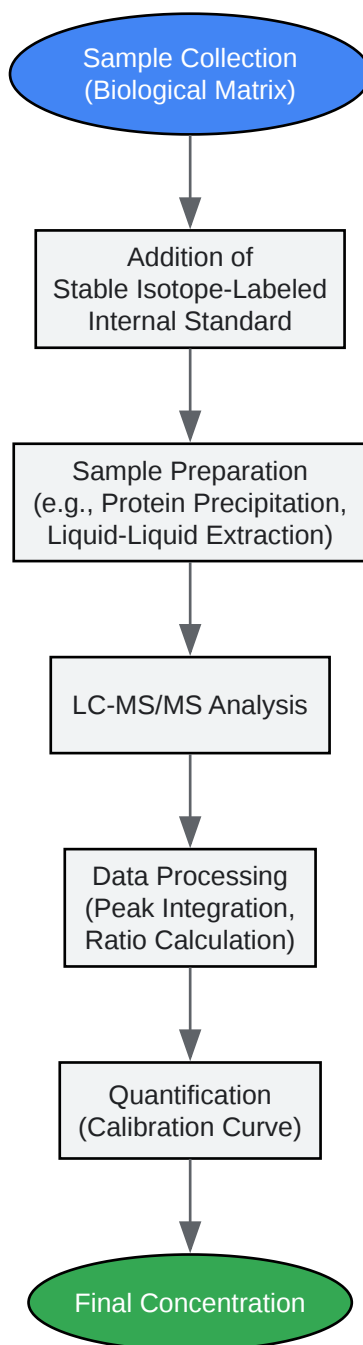 Sample Collection
(Biological Matrix)
Addition of
Stable Isotope-Labeled
Internal Standard
Sample Preparation
(e.g., Protein Precipitation,
Liquid-Liquid Extraction)
LC-MS/MS Analysis
Data Processing
(Peak Integration,
Ratio Calculation)
Quantification
(Calibration Curve)
Final Concentration